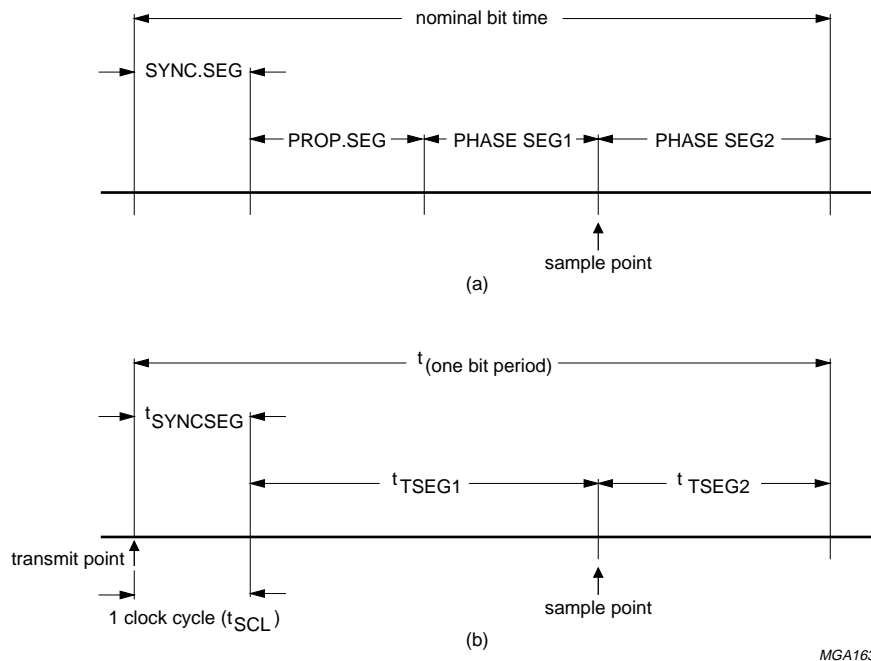 nominal bit time
SYNC.SEG
PROP.SEG PHASE SEG1 PHASE SEG2
sample point
(a)
t(one bit period)
tSYNCSEG
tTSEG1 tTSEG2
transmit point
sample point
1 clock cycle (tSCL)
(b)
MGA163